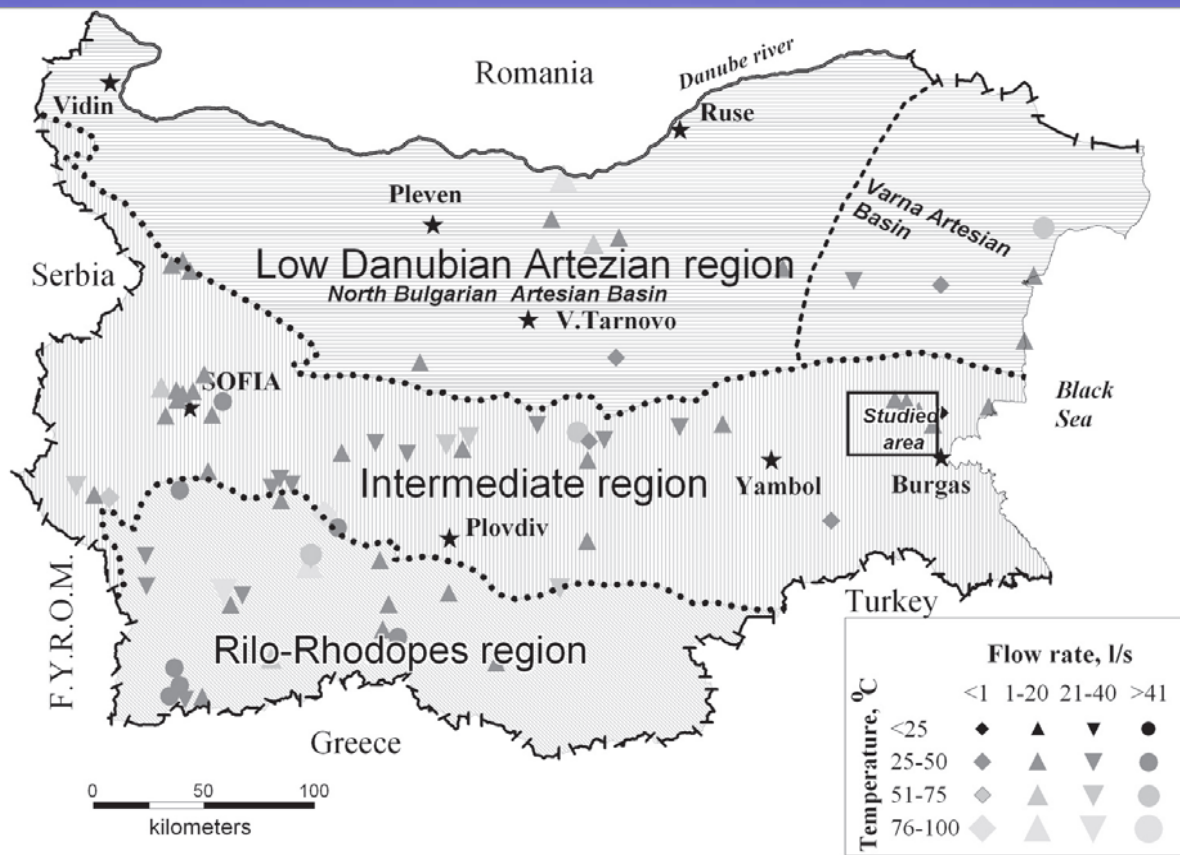 Romania
Danube river
Vidin
Ruse
Pleven
Varna Artesian
Basin
Serbia
Low Danubian Artezian region
North Bulgarian Artesian Basin
V.Tarnovo
SOFIA
Black
Sea
Studied
area
Intermediate region
Yambol
Burgas
Plovdiv
F.Y.R.O.M.
Turkey
Rilo-Rhodopes region
Greece
0 50 100
kilometers
Flow rate, l/s
<1 1-20 21-40 >41
Temperature, ºC
<25
25-50
51-75
76-100